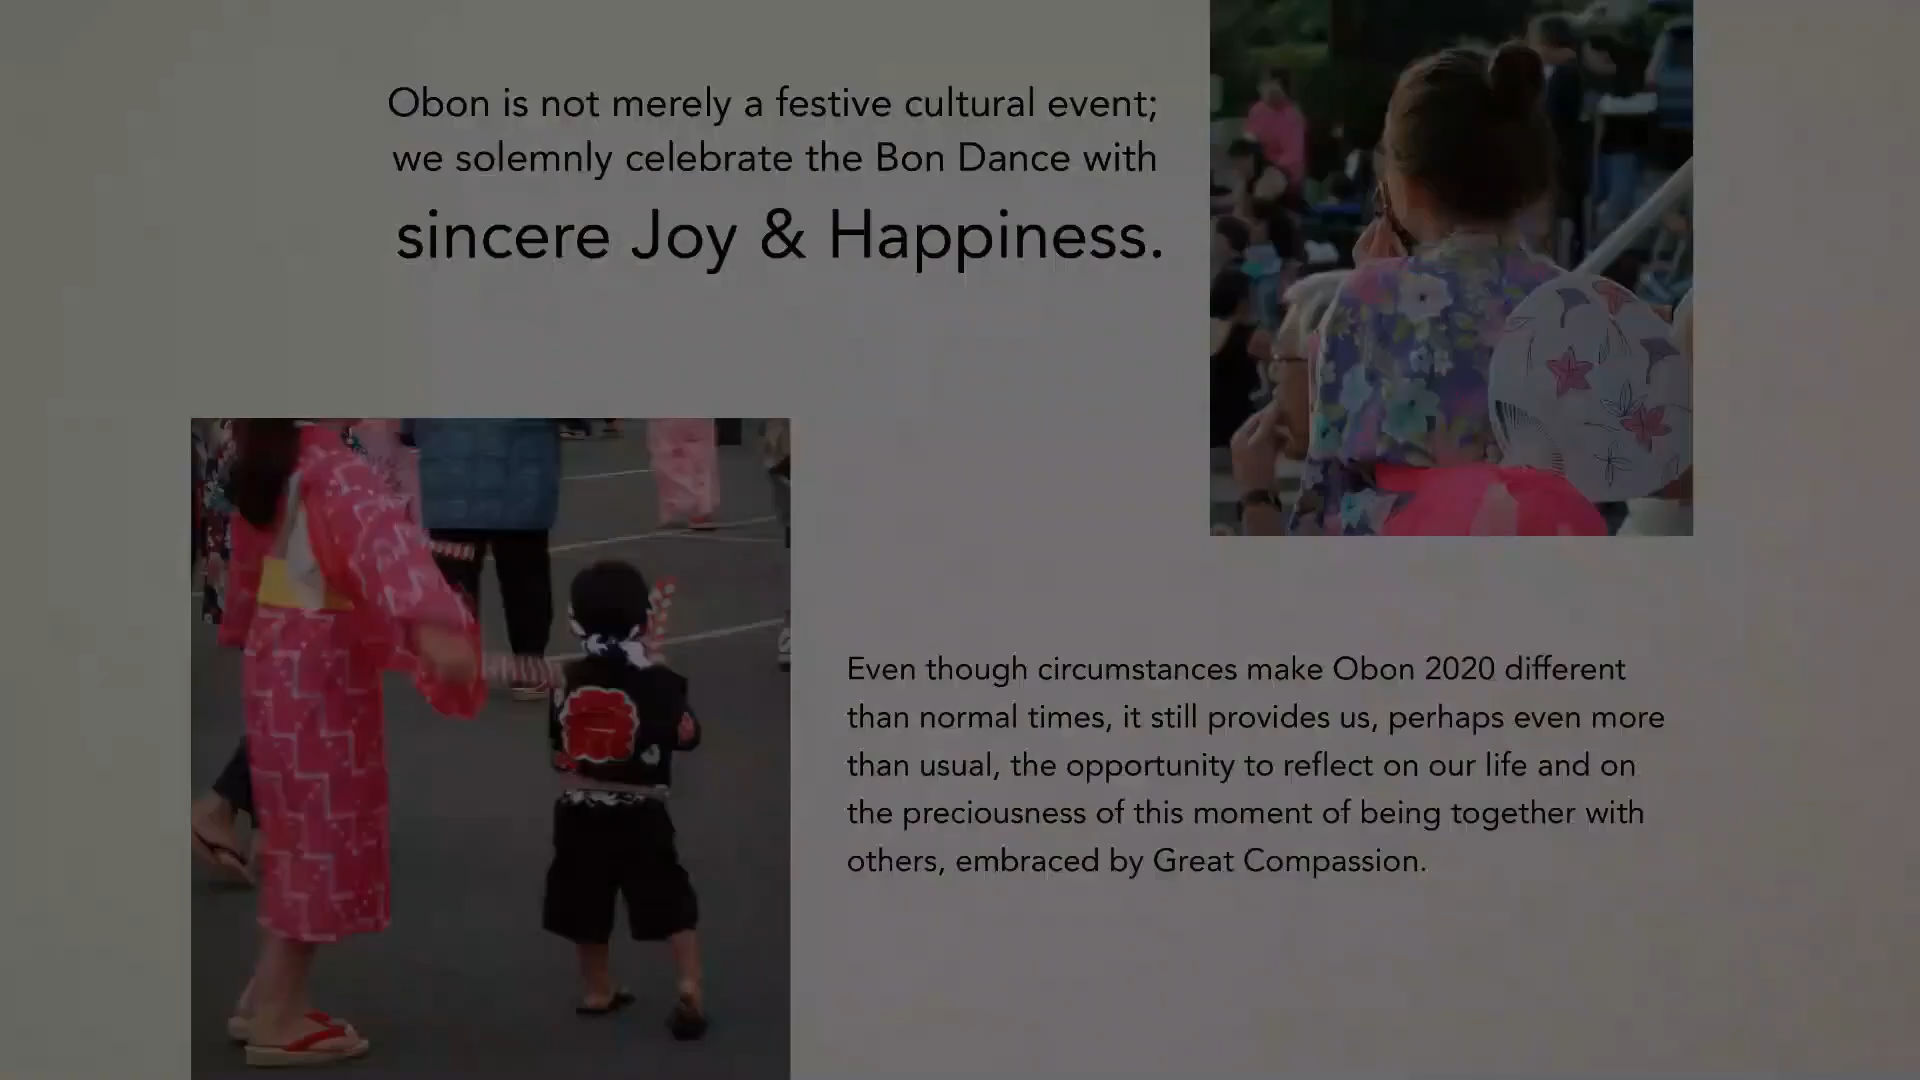 Obon is not merely a festive cultural event;
we solemnly celebrate the Bon Dance with
sincere Joy & Happiness.
Even though circumstances make Obon 2020 different
than normal times, it still provides us, perhaps even more
than usual, the opportunity to reflect on our life and on
the preciousness of this moment of being together with
others, embraced by Great Compassion.